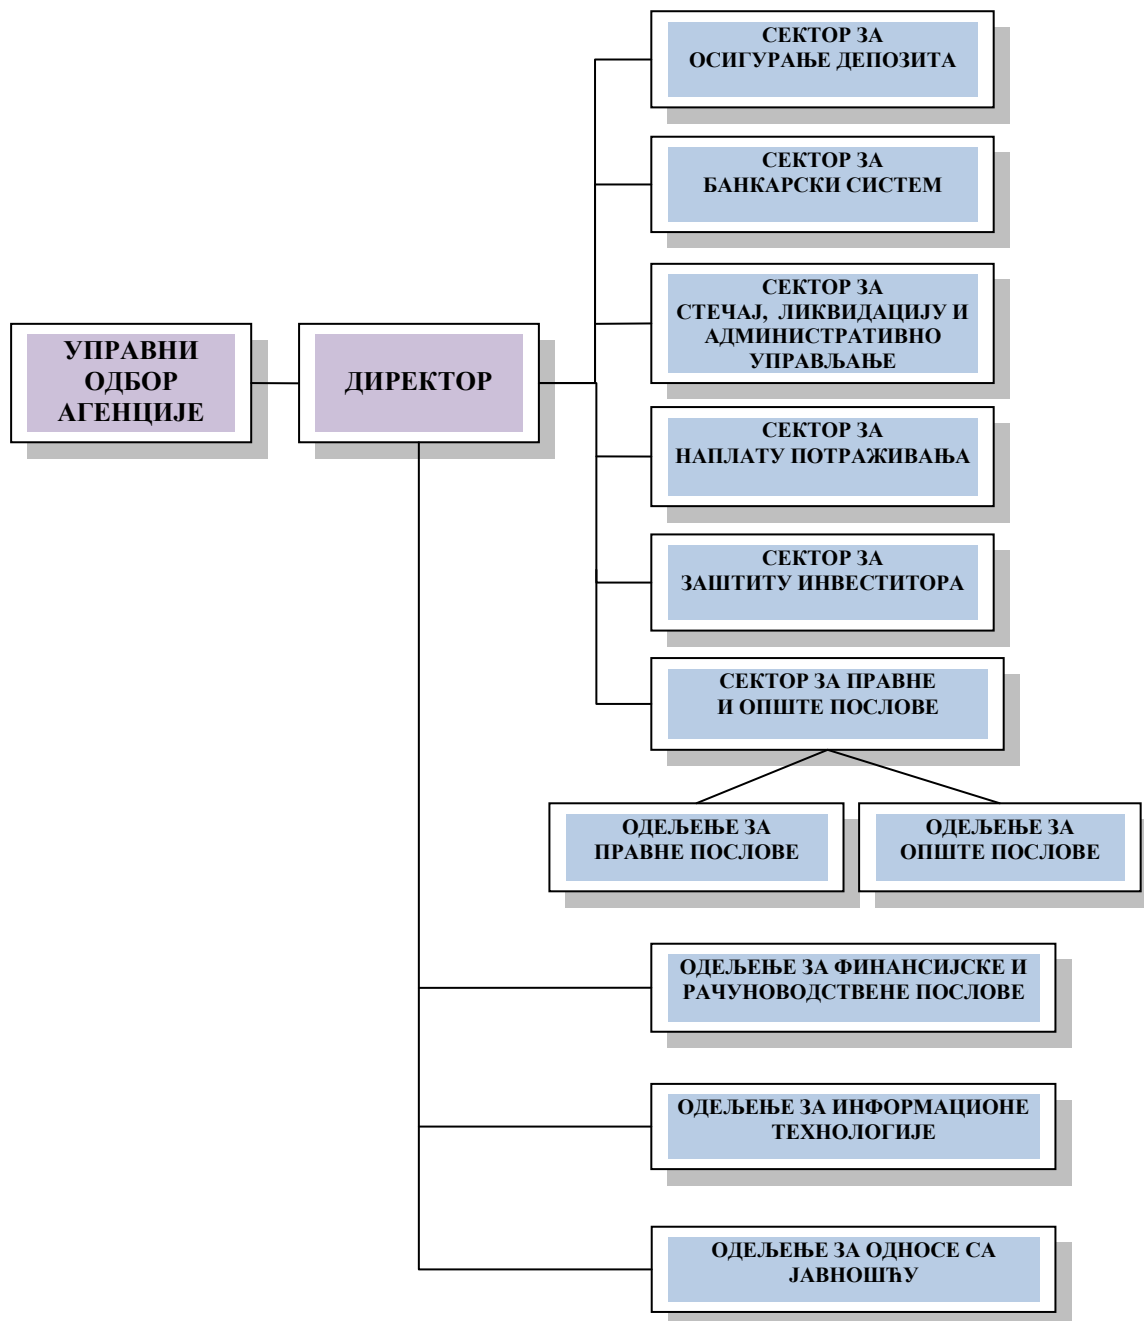 СЕКТОР ЗА
ОСИГУРАЊЕ ДЕПОЗИТА
СЕКТОР ЗА
БАНКАРСКИ СИСТЕМ
СЕКТОР ЗА
СТЕЧАЈ, ЛИКВИДАЦИЈУ И
АДМИНИСТРАТИВНО
УПРАВЉАЊЕ
УПРАВНИ
ОДБОР
АГЕНЦИЈЕ
ДИРЕКТОР
СЕКТОР ЗА
НАПЛАТУ ПОТРАЖИВАЊА
СЕКТОР ЗА
ЗАШТИТУ ИНВЕСТИТОРА
СЕКТОР ЗА ПРАВНЕ
И ОПШТЕ ПОСЛОВЕ
ОДЕЉЕЊЕ ЗА
ПРАВНЕ ПОСЛОВЕ
ОДЕЉЕЊЕ ЗА
ОПШТЕ ПОСЛОВЕ
ОДЕЉЕЊЕ ЗА ФИНАНСИЈСКЕ И
РАЧУНОВОДСТВЕНЕ ПОСЛОВЕ
ОДЕЉЕЊЕ ЗА ИНФОРМАЦИОНЕ
ТЕХНОЛОГИЈЕ
ОДЕЉЕЊЕ ЗА ОДНОСЕ СА
ЈАВНОШЋУ